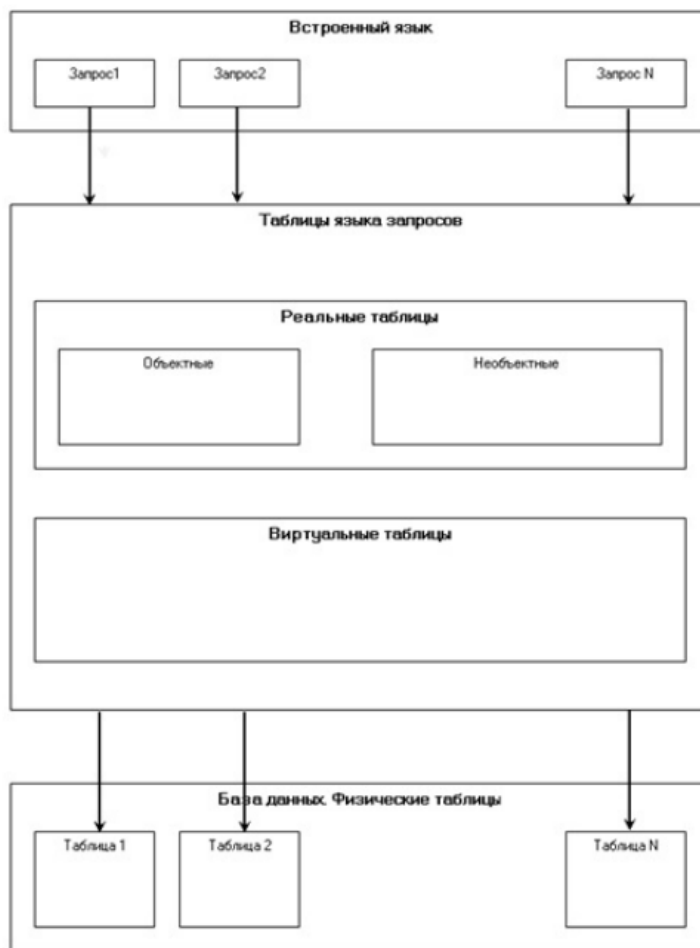 Встроенный язык
Запрос1
Запрос2
Запрос N
Таблицы языка запросов
Реальные таблицы
Объектные
Необъектные
Виртуальные таблицы
База данных. Физические таблицы
Таблица 1
Таблица 2
Таблица N